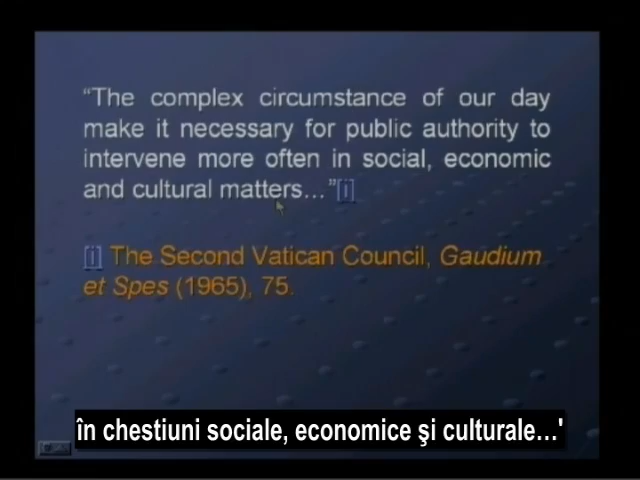 “The complex circumstance of our day
make it necessary for public authority to
intervene more often in social, economic
and cultural matters…”[i]
[i] The Second Vatican Council, Gaudium
et Spes (1965), 75.
în chestiuni sociale, economice şi culturale…'